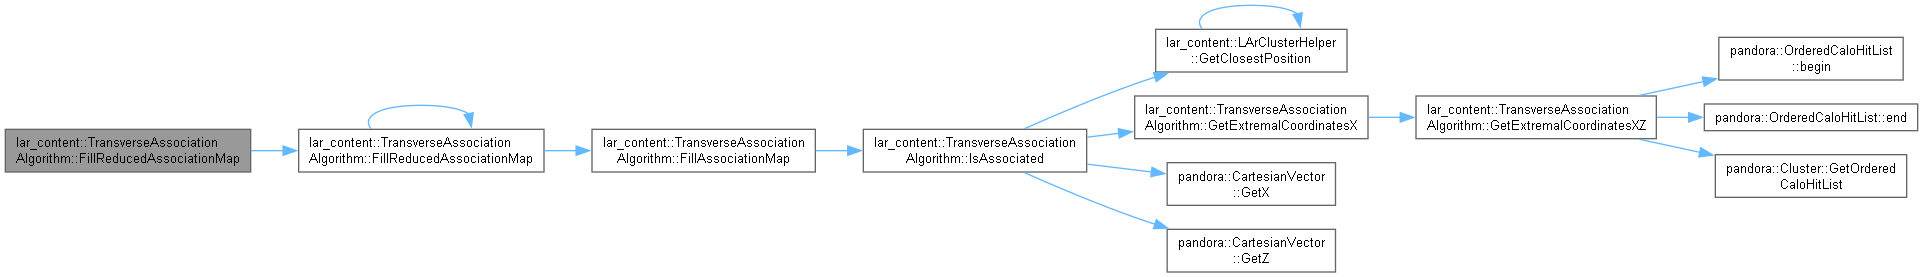 lar_content::TransverseAssociation
Algorithm::FillReducedAssociationMap
lar_content::TransverseAssociation
Algorithm::FillReducedAssociationMap
lar_content::TransverseAssociation
Algorithm::FillAssociationMap
lar_content::TransverseAssociation
Algorithm::IsAssociated
lar_content::LArClusterHelper
::GetClosestPosition
lar_content::TransverseAssociation
Algorithm::GetExtremalCoordinatesX
pandora::CartesianVector
::GetX
pandora::CartesianVector
::GetZ
lar_content::TransverseAssociation
Algorithm::GetExtremalCoordinatesXZ
pandora::OrderedCaloHitList
::begin
pandora::OrderedCaloHitList::end
pandora::Cluster::GetOrdered
CaloHitList